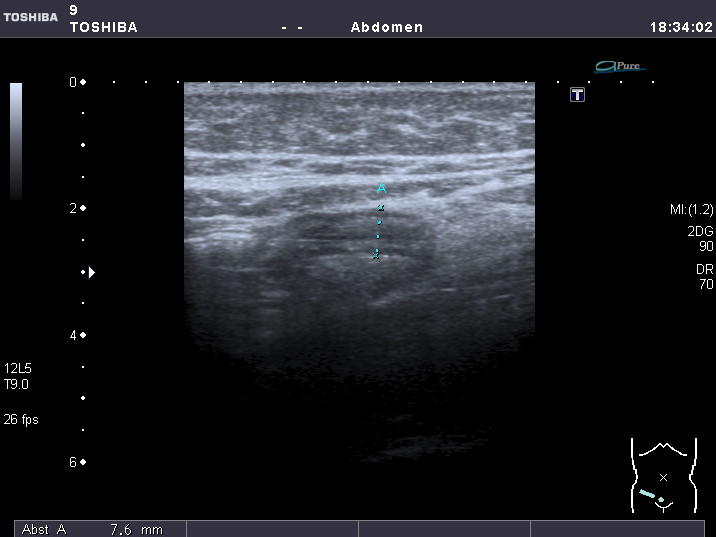 TOSHIBA
9
TOSHIBA - - Abdomen 18:34:02
aPure
T
0
2
4
6
A
MI:(1.2)
2DG
90
DR
70
12L5
T9.0
26 fps
Abst A 7.6 mm